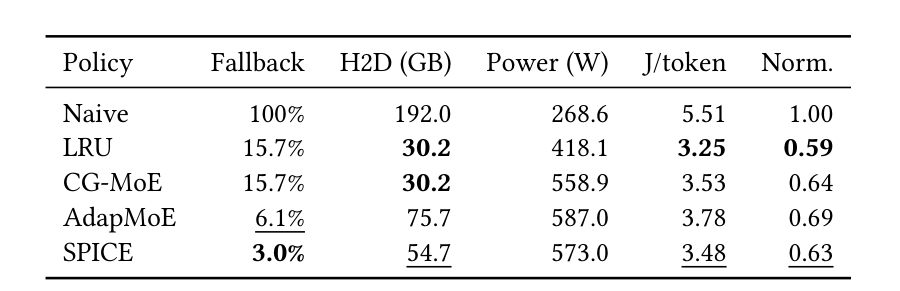 Policy Fallback H2D (GB) Power (W) J/token Norm.
Naive 100% 192.0 268.6 5.51 1.00
LRU 15.7% 30.2 418.1 3.25 0.59
CG-MoE 15.7% 30.2 558.9 3.53 0.64
AdapMoE 6.1% 75.7 587.0 3.78 0.69
SPICE 3.0% 54.7 573.0 3.48 0.63